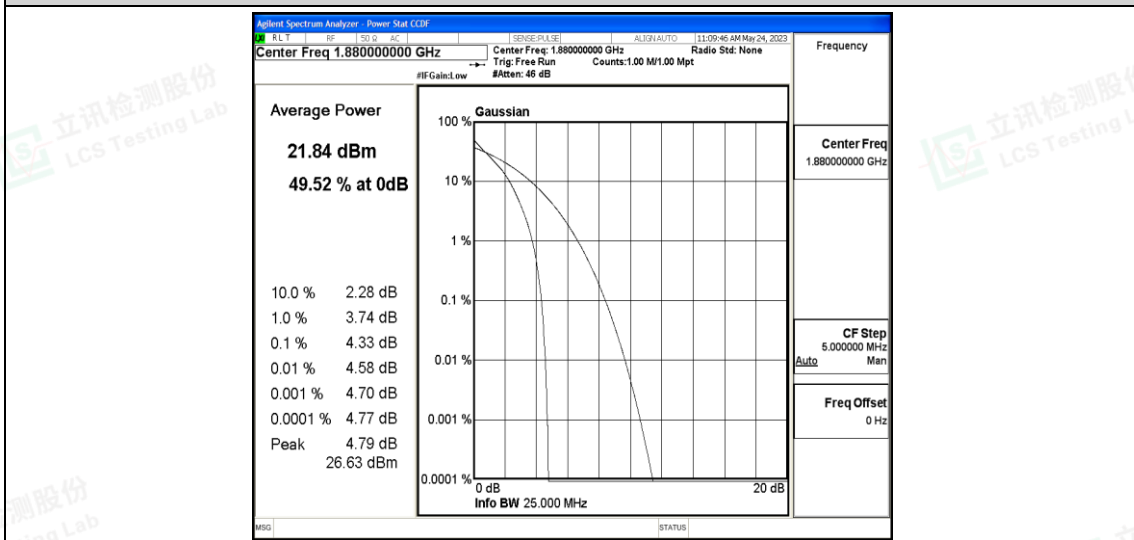 Agilent Spectrum Analyzer - Power Stat CCDF
RLT RF 50 Ω AC SENSE:PULSE ALIGNAUTO 11:09:46 AM May 24, 2023
Center Freq 1.880000000 GHz
Center Freq: 1.880000000 GHz
Radio Std: None
Trig: Free Run
Counts:1.00 M/1.00 Mpt
#IFGain:Low
#Atten: 46 dB
Frequency
Average Power
21.84 dBm
49.52 % at 0dB
10.0 % 2.28 dB
1.0 % 3.74 dB
0.1 % 4.33 dB
0.01 % 4.58 dB
0.001 % 4.70 dB
0.0001 % 4.77 dB
Peak 4.79 dB
26.63 dBm
Gaussian
100 %
10 %
1 %
0.1 %
0.01 %
0.001 %
0.0001 %
0 dB
20 dB
Info BW 25.000 MHz
Center Freq
1.880000000 GHz
CF Step
5.000000 MHz
Auto Man
Freq Offset
0 Hz
MSG
STATUS
立讯检测股份
LCS Testing Lab
立讯检测股份
LCS Testing L
测股份
ing Lab